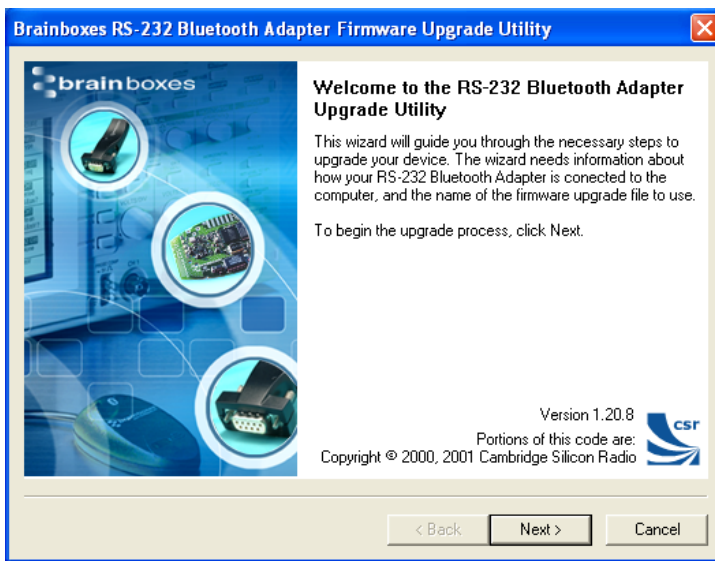 Brainboxes RS-232 Bluetooth Adapter Firmware Upgrade Utility
brainboxes
Welcome to the RS-232 Bluetooth Adapter
Upgrade Utility
This wizard will guide you through the necessary steps to
upgrade your device. The wizard needs information about
how your RS-232 Bluetooth Adapter is conected to the
computer, and the name of the firmware upgrade file to use.
To begin the upgrade process, click Next.
Version 1.20.8
csr
Portions of this code are:
Copyright © 2000, 2001 Cambridge Silicon Radio
< Back
Next >
Cancel